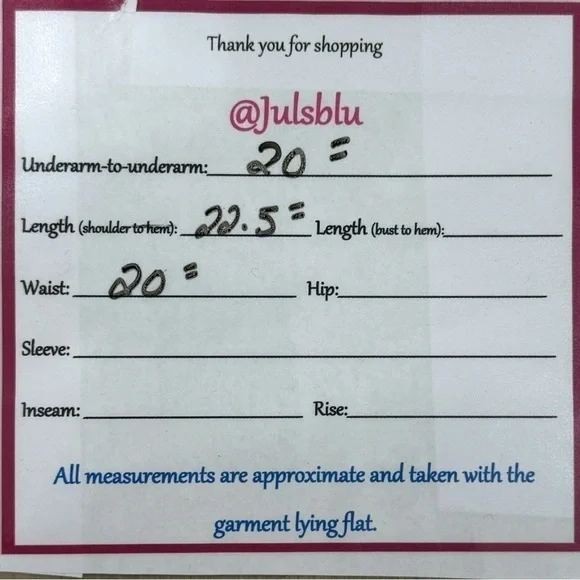 Thank you for shopping
@Julsblu
Underarm-to-underarm: 20 "
Length (shoulder to hem): 22.5 " Length (bust to hem):
Waist: 20 " Hip:
Sleeve:
Inseam: Rise:
All measurements are approximate and taken with the
garment lying flat.